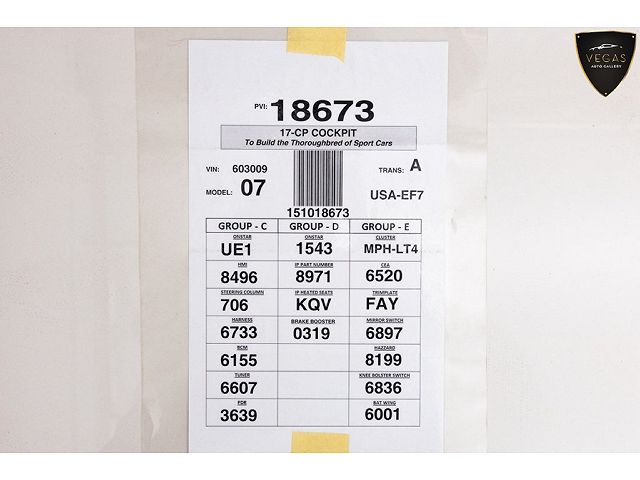 VEGAS
AUTO GALLERY
PVI: 18673
17-CP COCKPIT
To Build the Thoroughbred of Sport Cars
VIN: 603009 TRANS: A
MODEL: 07 USA-EF7
151018673
GROUP - C GROUP - D GROUP - E
ONSTAR ONSTAR CLUSTER
UE1 1543 MPH-LT4
HMI IP PART NUMBER CEA
8496 8971 6520
STEERING COLUMN IP HEATED SEATS TRIMPLATE
706 KQV FAY
HARNESS BRAKE BOOSTER MIRROR SWITCH
6733 0319 6897
BCM HAZZARD
6155 8199
TUNER KNEE BOLSTER SWITCH
6607 6836
PDR BAT WING
3639 6001